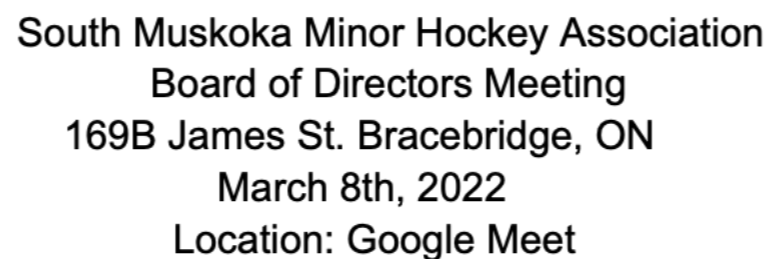 South Muskoka Minor Hockey Association
Board of Directors Meeting
169B James St. Bracebridge, ON
March 8th, 2022
Location: Google Meet